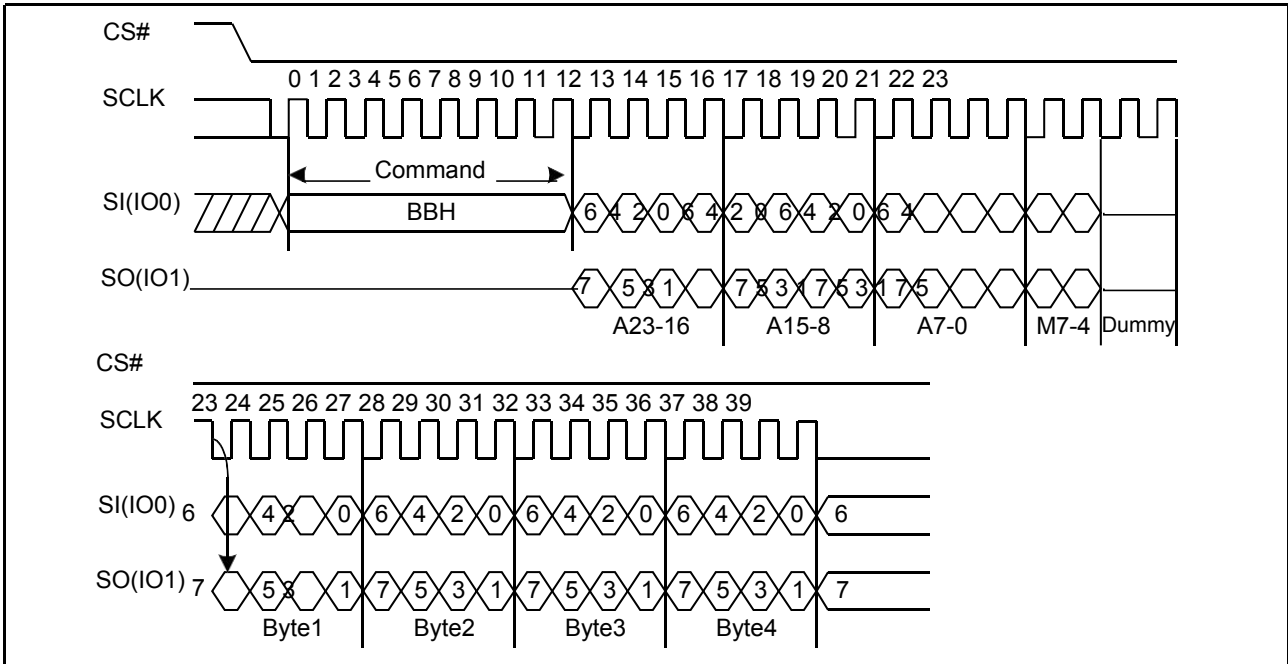 CS#
0 1 2 3 4 5 6 7 8 9 10 11 12 13 14 15 16 17 18 19 20 21 22 23
SCLK
Command
SI(IO0)
BBH
6 4 2 0 6 4 2 0 6 4 2 0 6 4
SO(IO1)
7 5 3 1 7 5 3 1 7 5 3 1 7 5
A23-16 A15-8 A7-0 M7-4 Dummy
CS#
23 24 25 26 27 28 29 30 31 32 33 34 35 36 37 38 39
SCLK
SI(IO0) 6 4 2 0 6 4 2 0 6 4 2 0 6 4 2 0 6
SO(IO1) 7 5 3 1 7 5 3 1 7 5 3 1 7 5 3 1 7
Byte1 Byte2 Byte3 Byte4